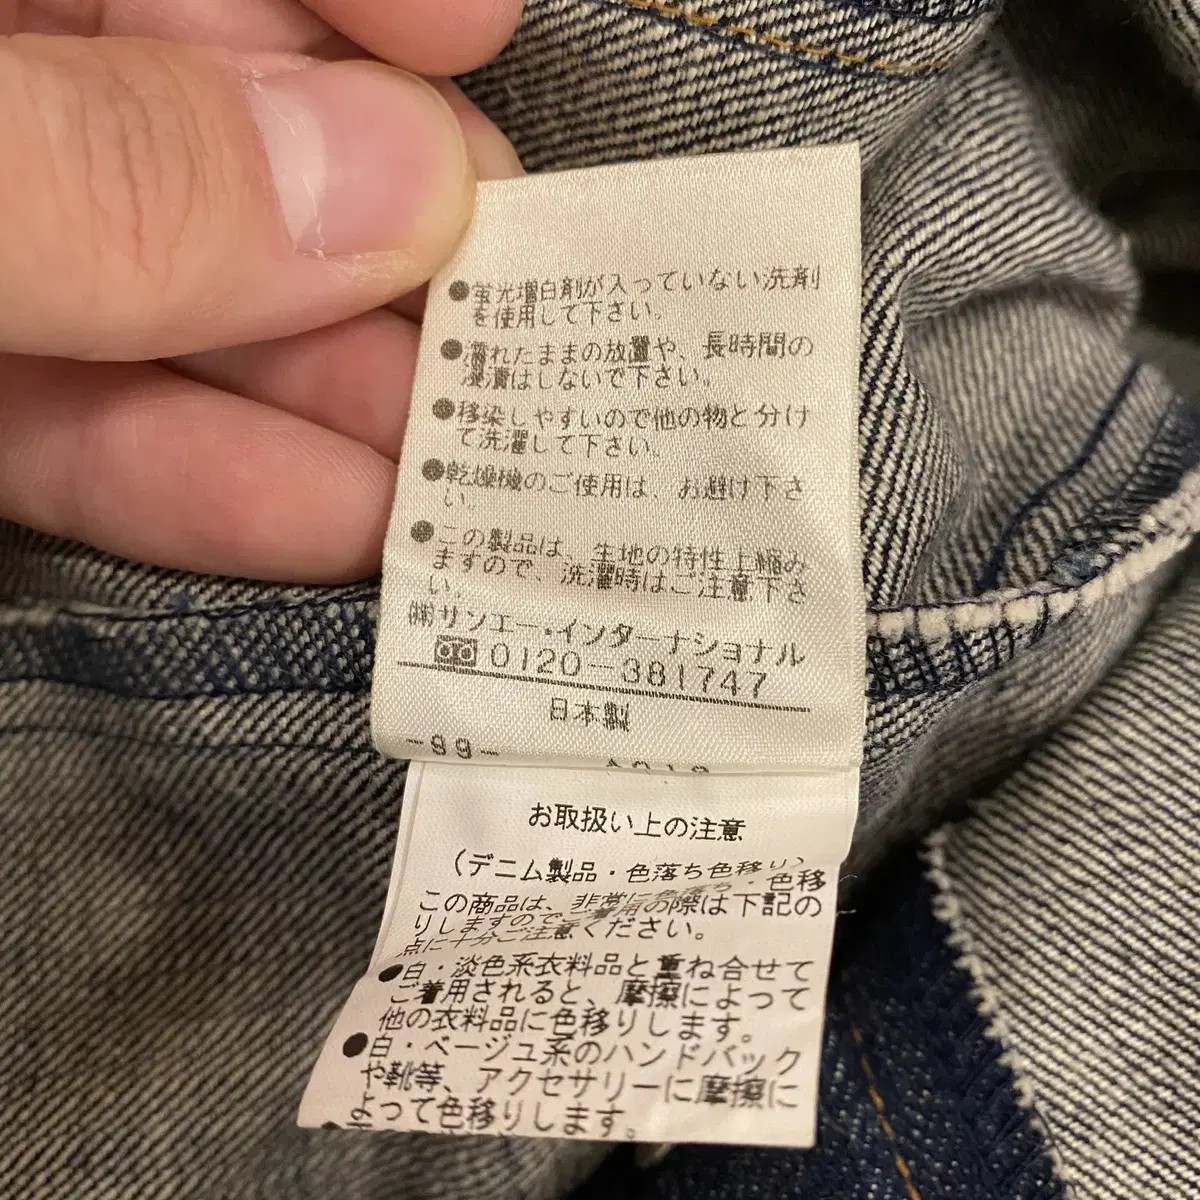 ●蛍光増白剤が入っていない洗剤
を使用して下さい。
●濡れたままの放置や、長時間の
浸漬はしないで下さい。
●移染しやすいので他の物と分け
て洗濯して下さい。
●乾燥機のご使用は、お避け下さ
い。
●この製品は、生地の特性上縮み
ますので、洗濯時はご注意下さ
い。
㈱サンエー・インターナショナル
0120-381747
日本製
-99-
お取扱い上の注意
(デニム製品・色落ち色移り)
この商品は、非常に色落ち・色移
りしますのでご着用の際は下記の
点に十分ご注意ください。
●白・淡色系衣料品と重ね合せて
ご着用されると、摩擦によって
他の衣料品に色移りします。
●白・ベージュ系のハンドバック
や靴等、アクセサリーに摩擦に
よって色移りします。